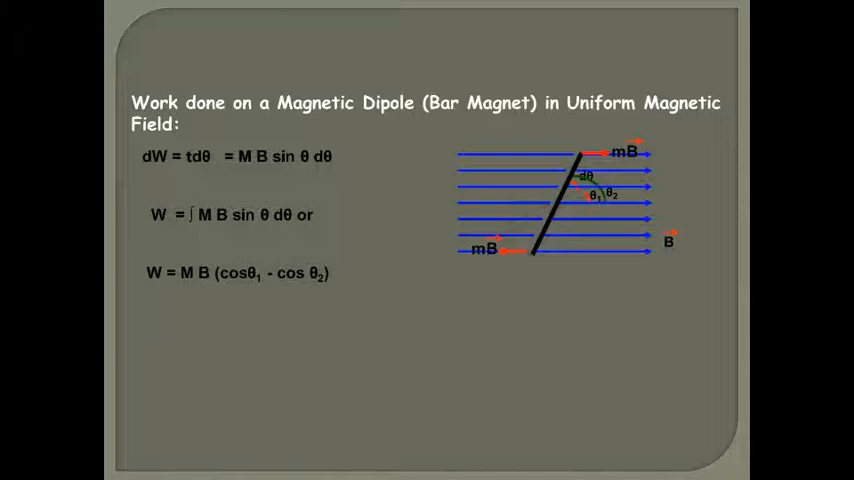 Work done on a Magnetic Dipole (Bar Magnet) in Uniform Magnetic
Field:
dW = tdθ = M B sin θ dθ
W = ∫ M B sin θ dθ or
W = M B (cosθ₁ - cos θ₂)
mB
dθ
θ₁ θ₂
B
mB